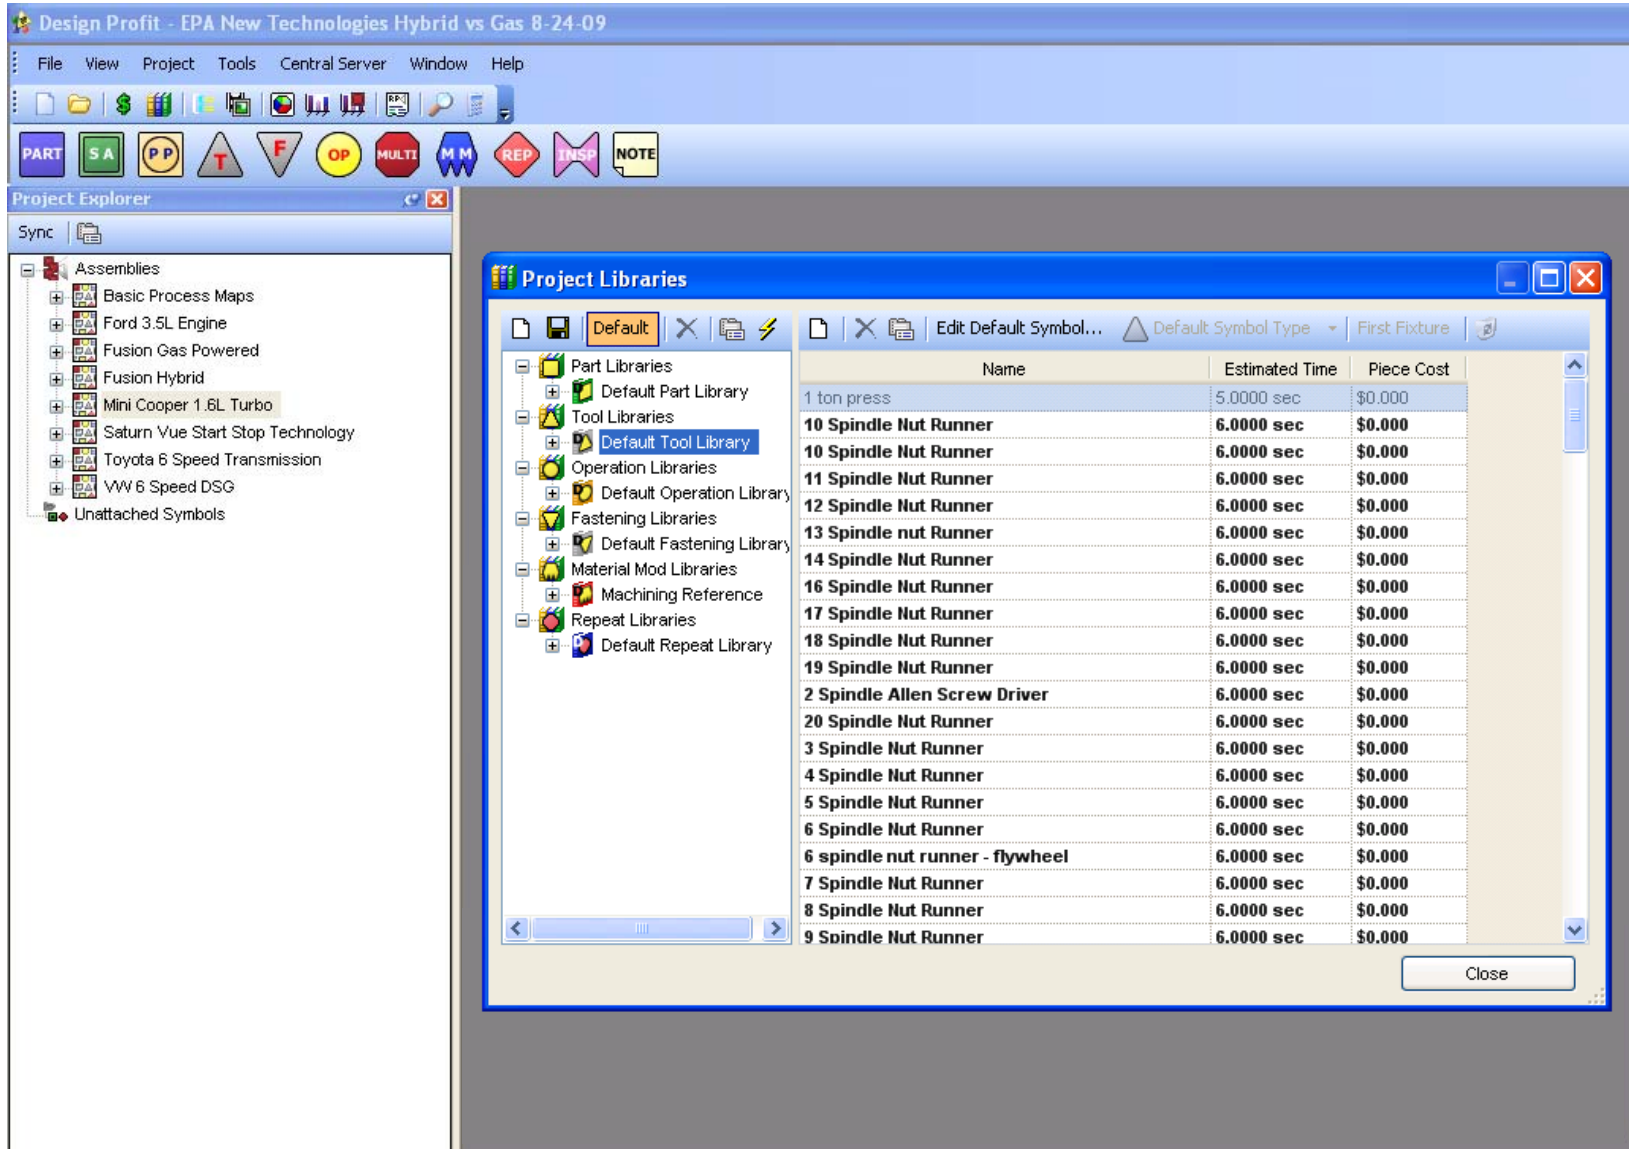 Design Profit - EPA New Technologies Hybrid vs Gas 8-24-09
File View Project Tools Central Server Window Help
PART S A P P T F OP MULTI M M REP INSP NOTE
Project Explorer
Sync
Assemblies
Basic Process Maps
Ford 3.5L Engine
Fusion Gas Powered
Fusion Hybrid
Mini Cooper 1.6L Turbo
Saturn Vue Start Stop Technology
Toyota 6 Speed Transmission
VW 6 Speed DSG
Unattached Symbols
Project Libraries
Default Edit Default Symbol... Default Symbol Type First Fixture
Part Libraries
Default Part Library
Tool Libraries
Default Tool Library
Operation Libraries
Default Operation Library
Fastening Libraries
Default Fastening Library
Material Mod Libraries
Machining Reference
Repeat Libraries
Default Repeat Library
Name Estimated Time Piece Cost
1 ton press 5.0000 sec $0.000
10 Spindle Nut Runner 6.0000 sec $0.000
10 Spindle Nut Runner 6.0000 sec $0.000
11 Spindle Nut Runner 6.0000 sec $0.000
12 Spindle Nut Runner 6.0000 sec $0.000
13 Spindle nut Runner 6.0000 sec $0.000
14 Spindle Nut Runner 6.0000 sec $0.000
16 Spindle Nut Runner 6.0000 sec $0.000
17 Spindle Nut Runner 6.0000 sec $0.000
18 Spindle Nut Runner 6.0000 sec $0.000
19 Spindle Nut Runner 6.0000 sec $0.000
2 Spindle Allen Screw Driver 6.0000 sec $0.000
20 Spindle Nut Runner 6.0000 sec $0.000
3 Spindle Nut Runner 6.0000 sec $0.000
4 Spindle Nut Runner 6.0000 sec $0.000
5 Spindle Nut Runner 6.0000 sec $0.000
6 Spindle Nut Runner 6.0000 sec $0.000
6 spindle nut runner - flywheel 6.0000 sec $0.000
7 Spindle Nut Runner 6.0000 sec $0.000
8 Spindle Nut Runner 6.0000 sec $0.000
9 Spindle Nut Runner 6.0000 sec $0.000
Close